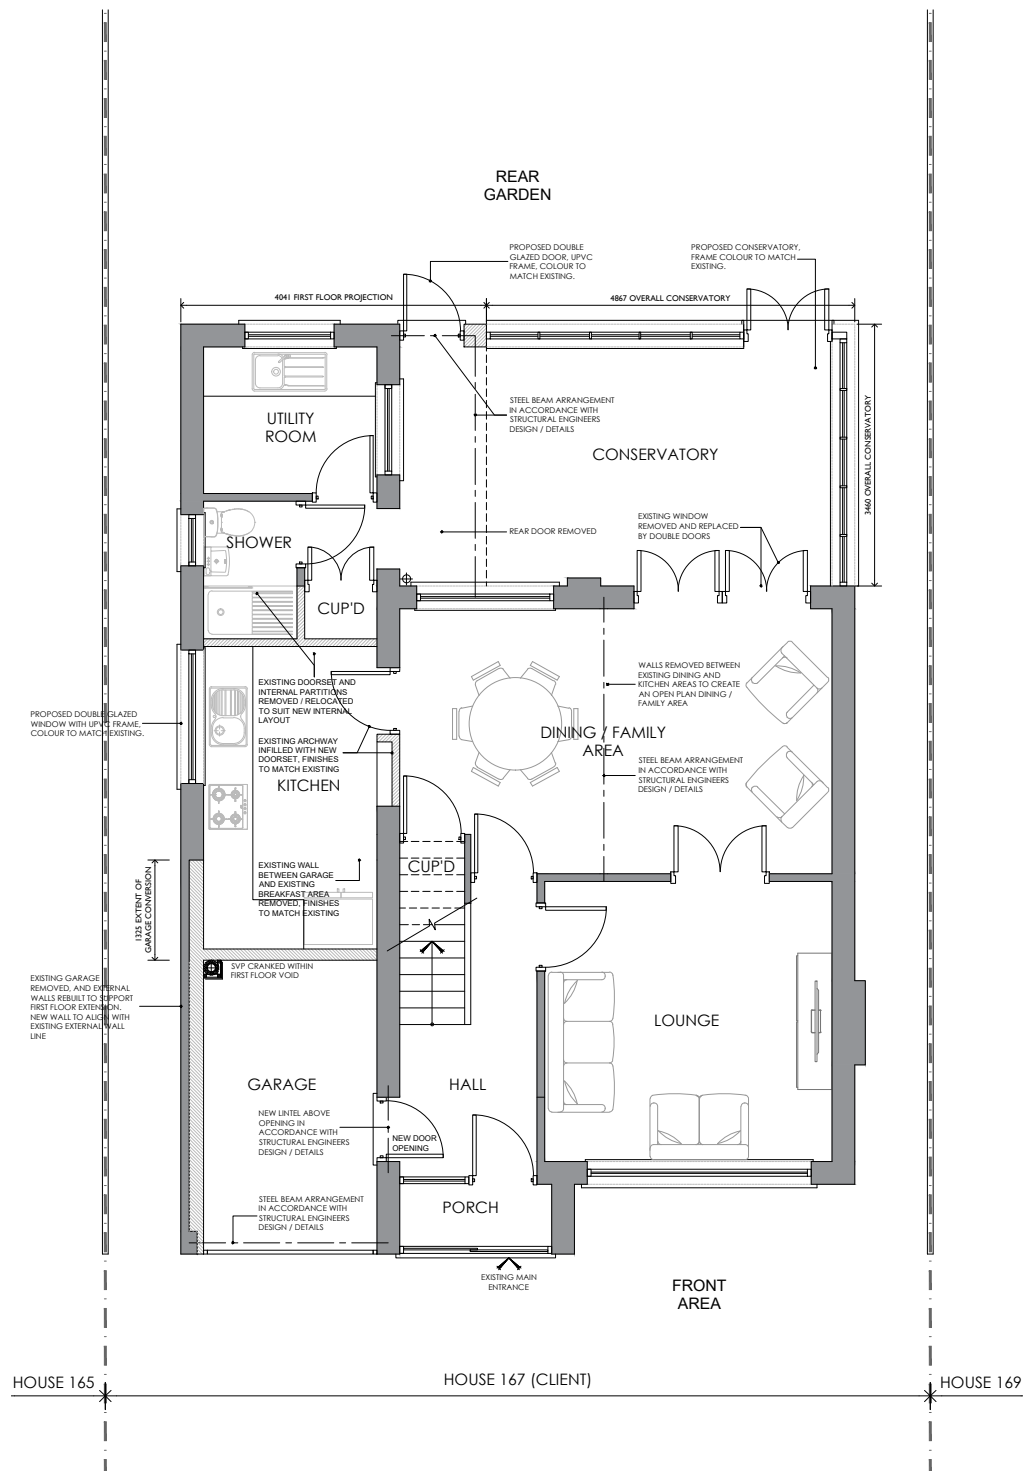 REAR
GARDEN
PROPOSED DOUBLE
GLAZED DOOR, UPVC
FRAME, COLOUR TO
MATCH EXISTING.
PROPOSED CONSERVATORY,
FRAME COLOUR TO MATCH
EXISTING.
4041 FIRST FLOOR PROJECTION
4867 OVERALL CONSERVATORY
STEEL BEAM ARRANGEMENT
IN ACCORDANCE WITH
STRUCTURAL ENGINEERS
DESIGN / DETAILS
UTILITY
ROOM
CONSERVATORY
3460 OVERALL CONSERVATORY
REAR DOOR REMOVED
EXISTING WINDOW
REMOVED AND REPLACED
BY DOUBLE DOORS
SHOWER
CUP'D
EXISTING DOORSET AND
INTERNAL PARTITIONS
REMOVED / RELOCATED
TO SUIT NEW INTERNAL
LAYOUT
WALLS REMOVED BETWEEN
EXISTING DINING AND
KITCHEN AREAS TO CREATE
AN OPEN PLAN DINING /
FAMILY AREA
PROPOSED DOUBLE GLAZED
WINDOW WITH UPVC FRAME,
COLOUR TO MATCH EXISTING.
EXISTING ARCHWAY
INFILLED WITH NEW
DOORSET, FINISHES
TO MATCH EXISTING
DINING / FAMILY
AREA
STEEL BEAM ARRANGEMENT
IN ACCORDANCE WITH
STRUCTURAL ENGINEERS
DESIGN / DETAILS
KITCHEN
CUP'D
EXISTING WALL
BETWEEN GARAGE
AND EXISTING
BREAKFAST AREA
REMOVED, FINISHES
TO MATCH EXISTING
1325 EXTENT OF
GARAGE CONVERSION
SVP CRANKED WITHIN
FIRST FLOOR VOID
EXISTING GARAGE
REMOVED, AND EXTERNAL
WALLS REBUILT TO SUPPORT
FIRST FLOOR EXTENSION.
NEW WALL TO ALIGN WITH
EXISTING EXTERNAL WALL
LINE
LOUNGE
GARAGE
HALL
NEW LINTEL ABOVE
OPENING IN
ACCORDANCE WITH
STRUCTURAL ENGINEERS
DESIGN / DETAILS
NEW DOOR
OPENING
STEEL BEAM ARRANGEMENT
IN ACCORDANCE WITH
STRUCTURAL ENGINEERS
DESIGN / DETAILS
PORCH
EXISTING MAIN
ENTRANCE
FRONT
AREA
HOUSE 165
HOUSE 167 (CLIENT)
HOUSE 169